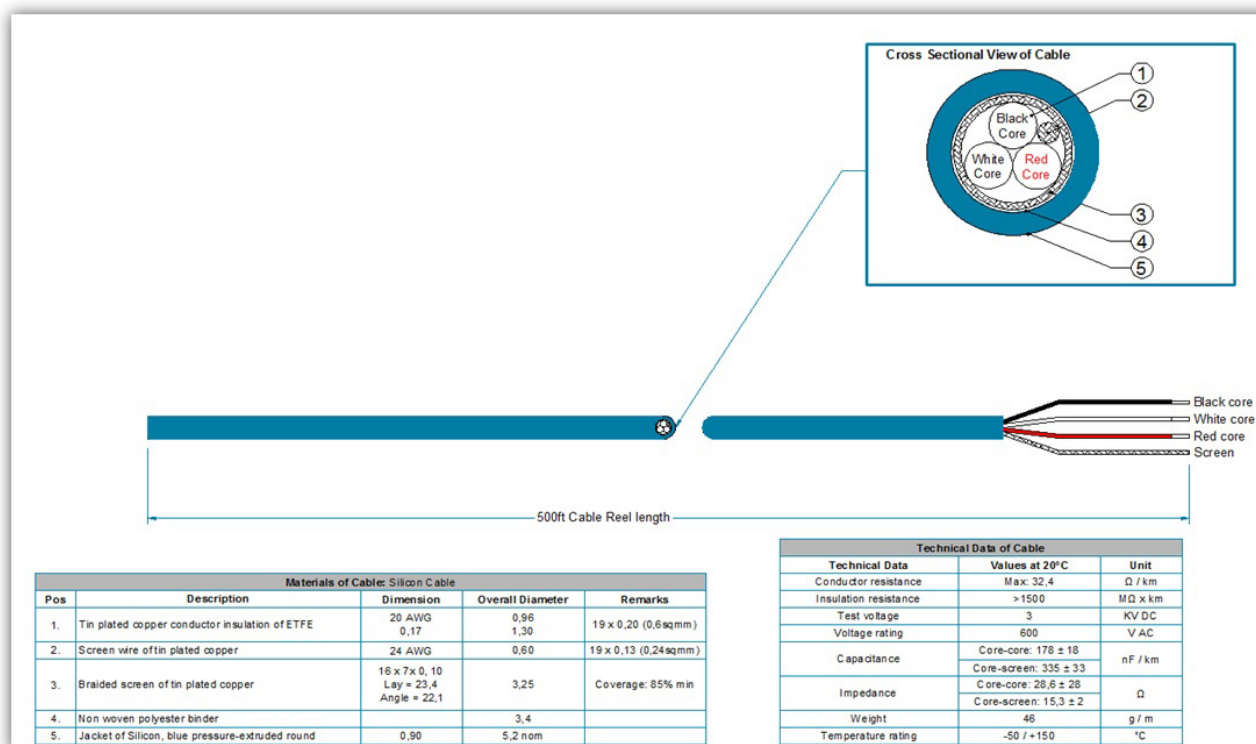 Cross Sectional View of Cable
1
2
Black
Core
White
Core
Red
Core
3
4
5
Black core
White core
Red core
Screen
500ft Cable Reel length
Materials of Cable: Silicon Cable
Pos Description Dimension Overall Diameter Remarks
1. Tin plated copper conductor insulation of ETFE 20 AWG 0,96 19 x 0,20 (0,6sqmm)
0,17 1,30
2. Screen wire of tin plated copper 24 AWG 0,60 19 x 0,13 (0,24sqmm)
3. Braided screen of tin plated copper 16 x 7x 0, 10 3,25 Coverage: 85% min
Lay = 23,4
Angle = 22,1
4. Non woven polyester binder 3,4
5. Jacket of Silicon, blue pressure-extruded round 0,90 5,2 nom
Technical Data of Cable
Technical Data Values at 20ºC Unit
Conductor resistance Max: 32,4 Ω / km
Insulation resistance >1500 MΩ x km
Test voltage 3 KV DC
Voltage rating 600 V AC
Capacitance Core-core: 178 ± 18 nF / km
Core-screen: 335 ± 33
Impedance Core-core: 28,6 ± 28 Ω
Core-screen: 15,3 ± 2
Weight 46 g / m
Temperature rating -50 / +150 °C